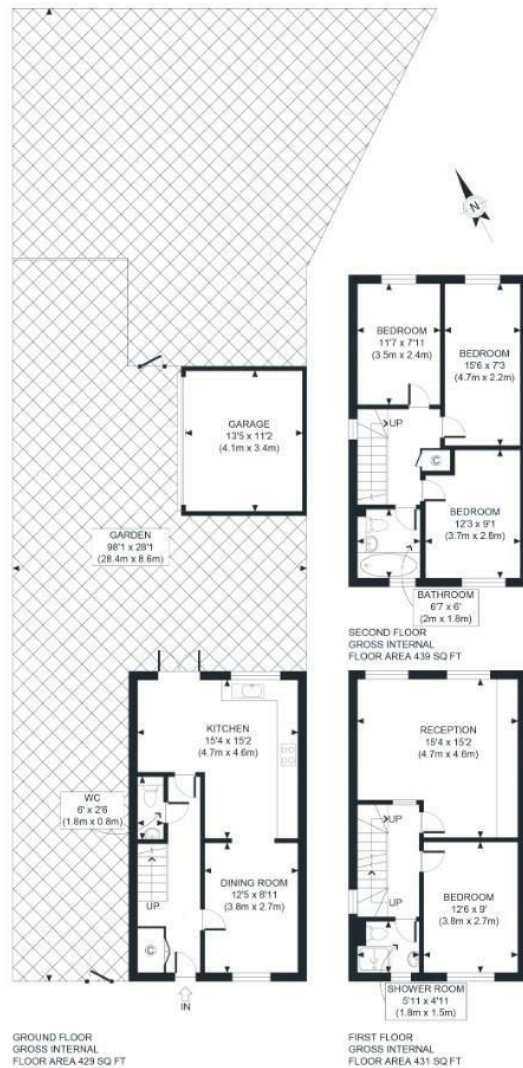 N
BEDROOM
11'7 x 7'11
(3.5m x 2.4m)
BEDROOM
15'6 x 7'3
(4.7m x 2.2m)
UP
C
BEDROOM
12'3 x 9'1
(3.7m x 2.8m)
BATHROOM
6'7 x 6'
(2m x 1.8m)
SECOND FLOOR
GROSS INTERNAL
FLOOR AREA 439 SQ FT
GARAGE
13'5 x 11'2
(4.1m x 3.4m)
GARDEN
98'1 x 28'1
(28.4m x 8.6m)
KITCHEN
15'4 x 15'2
(4.7m x 4.6m)
WC
6' x 2'6
(1.8m x 0.8m)
UP
DINING ROOM
12'5 x 8'11
(3.8m x 2.7m)
C
IN
GROUND FLOOR
GROSS INTERNAL
FLOOR AREA 429 SQ FT
RECEPTION
15'4 x 15'2
(4.7m x 4.6m)
UP
UP
BEDROOM
12'6 x 9'
(3.8m x 2.7m)
SHOWER ROOM
5'11 x 4'11
(1.8m x 1.5m)
FIRST FLOOR
GROSS INTERNAL
FLOOR AREA 431 SQ FT